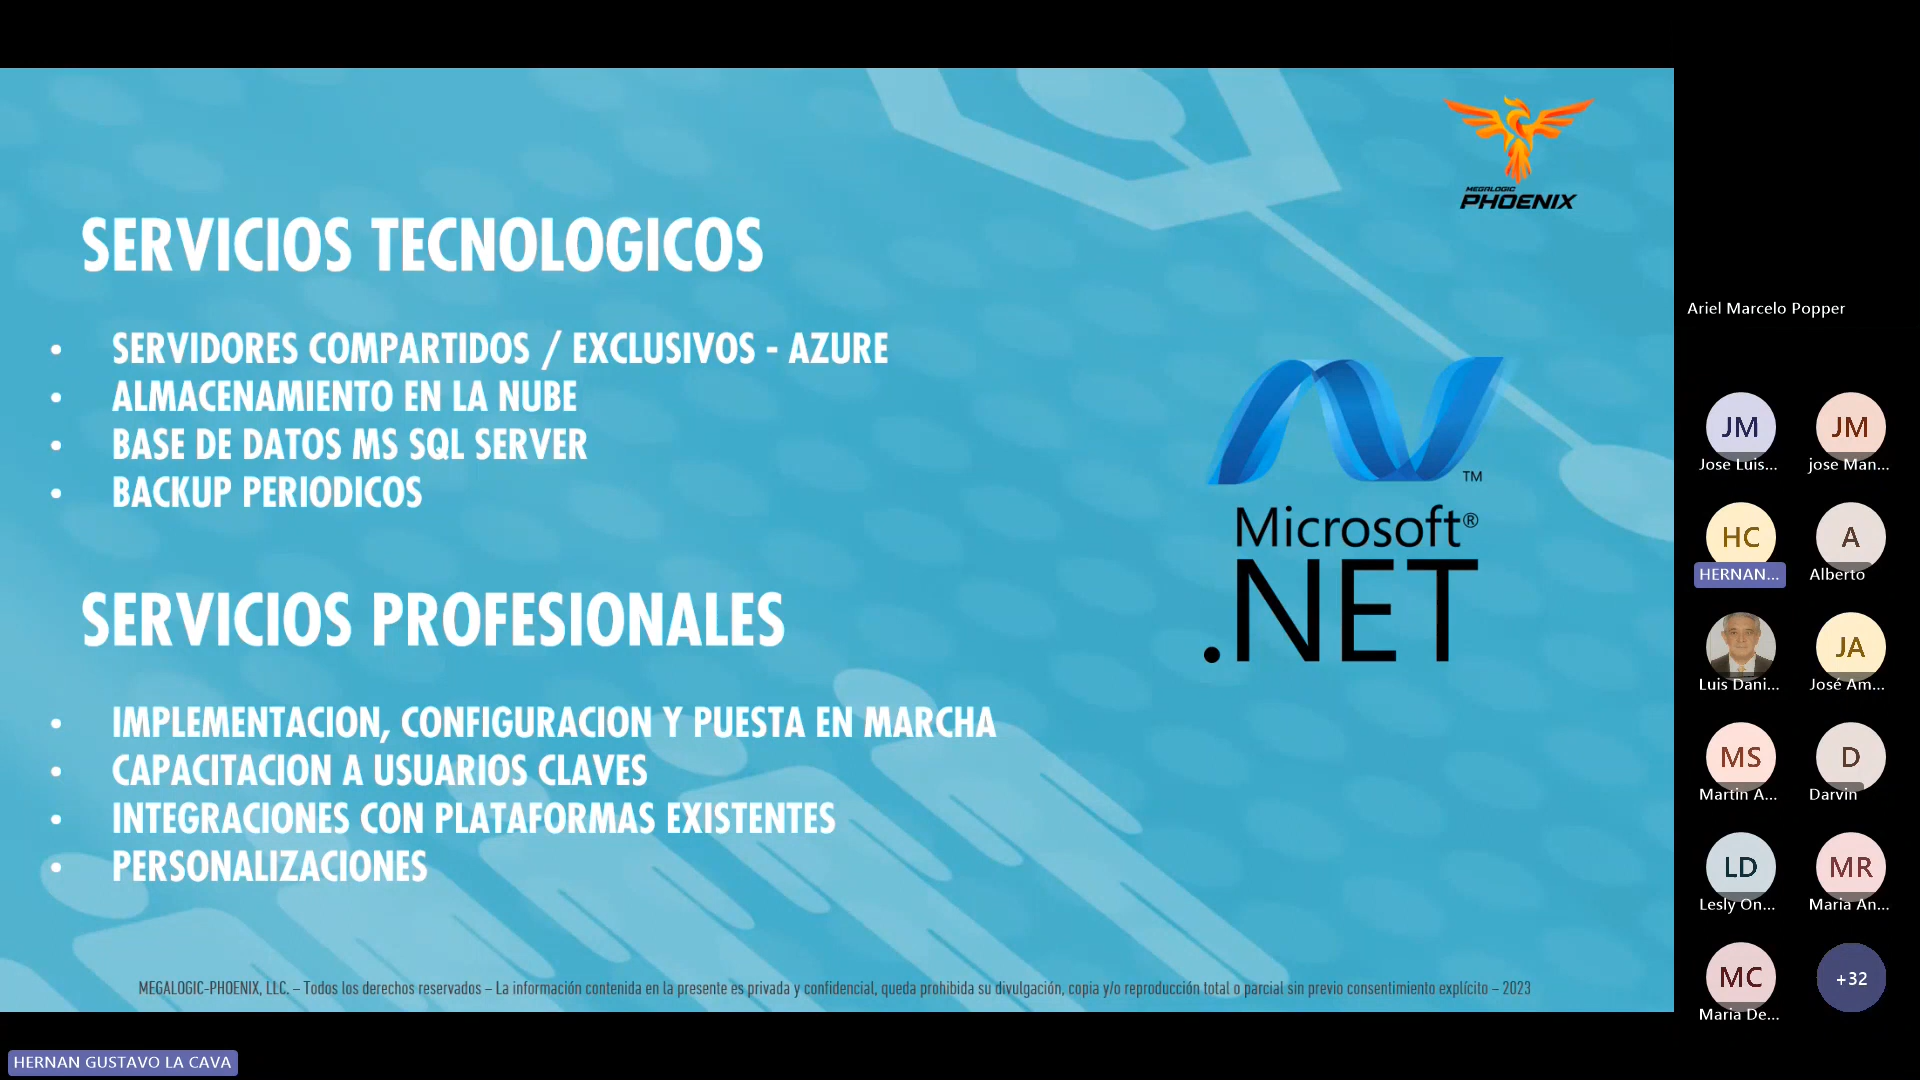 MEGALOGIC
PHOENIX
SERVICIOS TECNOLOGICOS
• SERVIDORES COMPARTIDOS / EXCLUSIVOS - AZURE
• ALMACENAMIENTO EN LA NUBE
• BASE DE DATOS MS SQL SERVER
• BACKUP PERIODICOS
TM
Microsoft®
.NET
SERVICIOS PROFESIONALES
• IMPLEMENTACION, CONFIGURACION Y PUESTA EN MARCHA
• CAPACITACION A USUARIOS CLAVES
• INTEGRACIONES CON PLATAFORMAS EXISTENTES
• PERSONALIZACIONES
MEGALOGIC-PHOENIX, LLC. – Todos los derechos reservados – La información contenida en la presente es privada y confidencial, queda prohibida su divulgación, copia y/o reproducción total o parcial sin previo consentimiento explícito – 2023
HERNAN GUSTAVO LA CAVA
Ariel Marcelo Popper
JM
Jose Luis...
JM
jose Man...
HC
HERNAN...
A
Alberto
Luis Dani...
JA
José Am...
MS
Martin A...
D
Darvin
LD
Lesly On...
MR
Maria An...
MC
Maria De...
+32